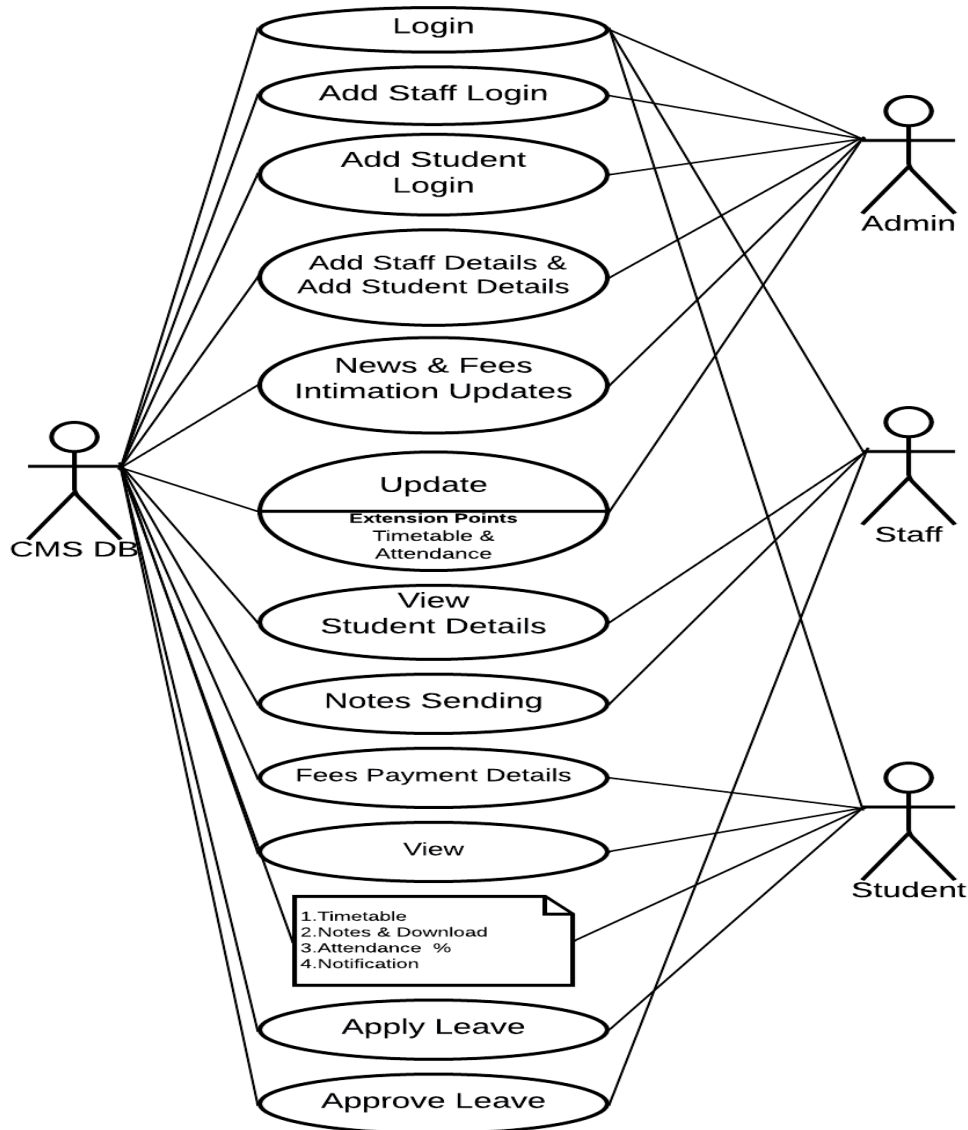 Login
Add Staff Login
Add Student
Login
Admin
Add Staff Details &
Add Student Details
News & Fees
Intimation Updates
Update
Extension Points
Timetable &
Attendance
CMS DB
Staff
View
Student Details
Notes Sending
Fees Payment Details
View
Student
1.Timetable
2.Notes & Download
3.Attendance %
4.Notification
Apply Leave
Approve Leave